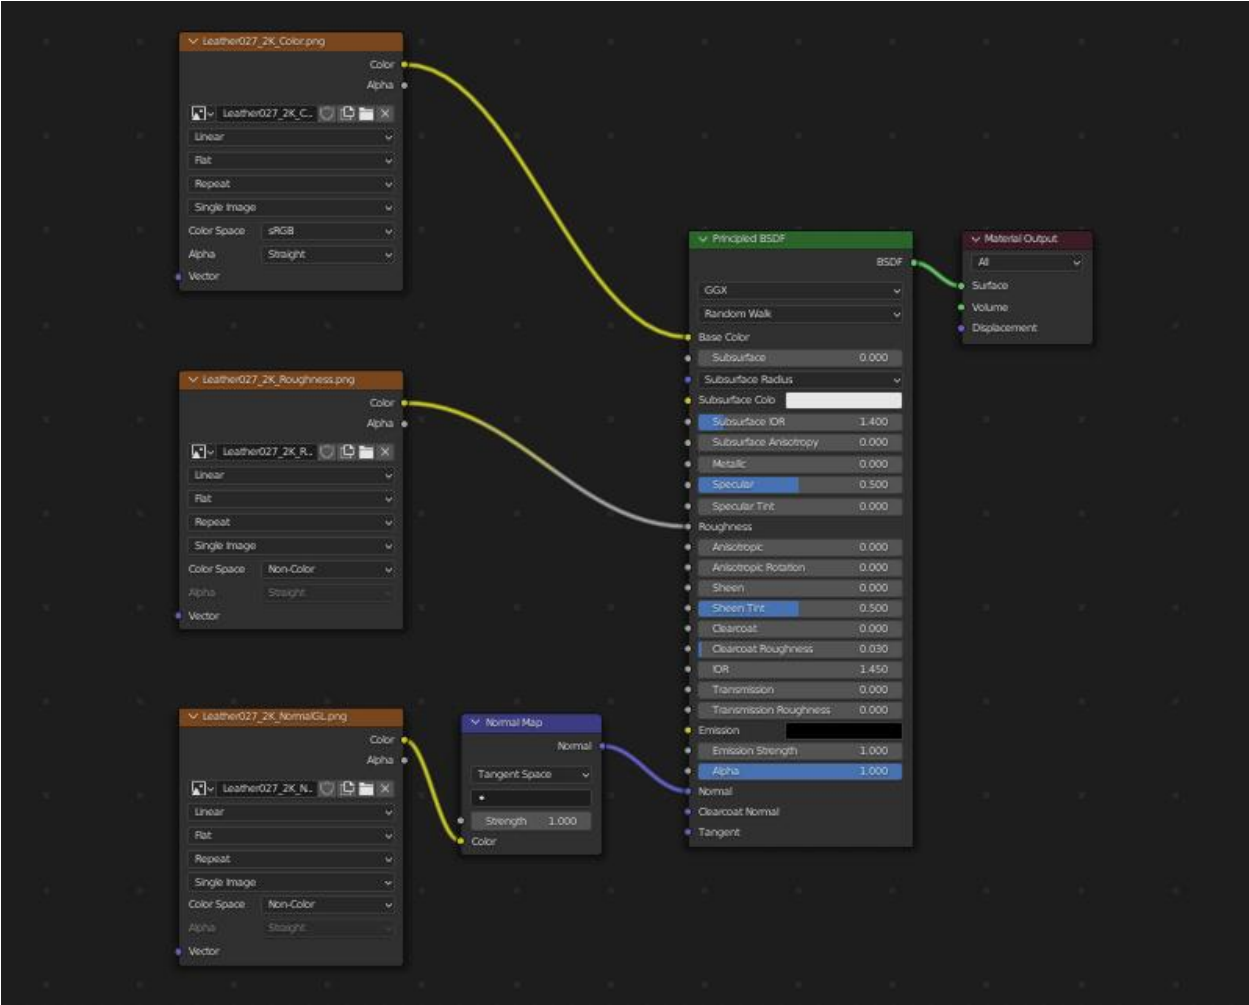 Leather027_2K_Color.png
Color
Alpha
Leather027_2K_C...
Linear
Flat
Repeat
Single Image
Color Space sRGB
Alpha Straight
Vector
Leather027_2K_Roughness.png
Color
Alpha
Leather027_2K_R...
Linear
Flat
Repeat
Single Image
Color Space Non-Color
Alpha Straight
Vector
Leather027_2K_NormalGL.png
Color
Alpha
Leather027_2K_N...
Linear
Flat
Repeat
Single Image
Color Space Non-Color
Alpha Straight
Vector
Normal Map
Normal
Tangent Space
Strength 1.000
Color
Principled BSDF
BSDF
GGX
Random Walk
Base Color
Subsurface 0.000
Subsurface Radius
Subsurface Colo
Subsurface IOR 1.400
Subsurface Anisotropy 0.000
Metallic 0.000
Specular 0.500
Specular Tint 0.000
Roughness
Anisotropic 0.000
Anisotropic Rotation 0.000
Sheen 0.000
Sheen Tint 0.500
Clearcoat 0.000
Clearcoat Roughness 0.030
IOR 1.450
Transmission 0.000
Transmission Roughness 0.000
Emission
Emission Strength 1.000
Alpha 1.000
Normal
Clearcoat Normal
Tangent
Material Output
All
Surface
Volume
Displacement